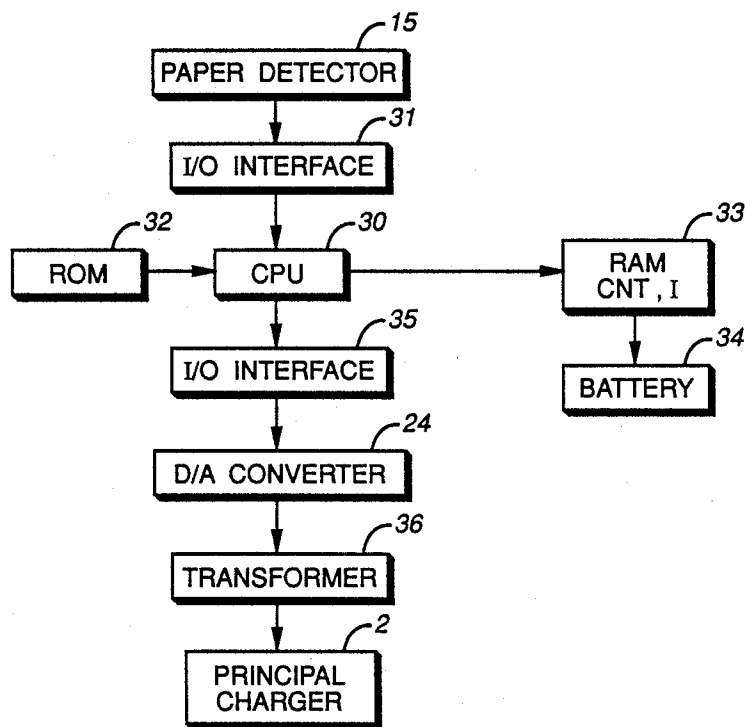 15
PAPER DETECTOR
31
I/O INTERFACE
32
30
33
ROM
CPU
RAM
CNT, I
35
34
I/O INTERFACE
BATTERY
24
D/A CONVERTER
36
TRANSFORMER
2
PRINCIPAL
CHARGER